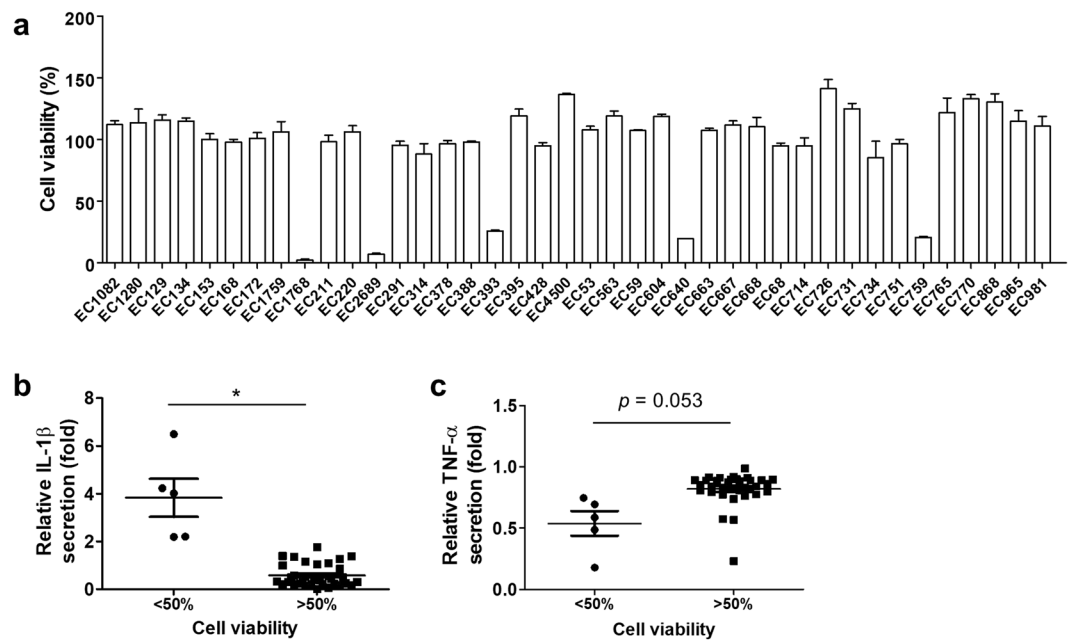 a
Cell viability (%)
200
150
100
50
0
EC1082
EC1280
EC129
EC134
EC153
EC168
EC172
EC1759
EC1768
EC211
EC220
EC2689
EC291
EC314
EC378
EC388
EC393
EC395
EC428
EC4500
EC53
EC563
EC59
EC604
EC640
EC663
EC667
EC668
EC68
EC714
EC726
EC731
EC734
EC751
EC759
EC765
EC770
EC868
EC965
EC981
b
Relative IL-1β
secretion (fold)
8
6
4
2
0
*
<50%
>50%
Cell viability
c
Relative TNF-α
secretion (fold)
1.5
1.0
0.5
0.0
p = 0.053
<50%
>50%
Cell viability